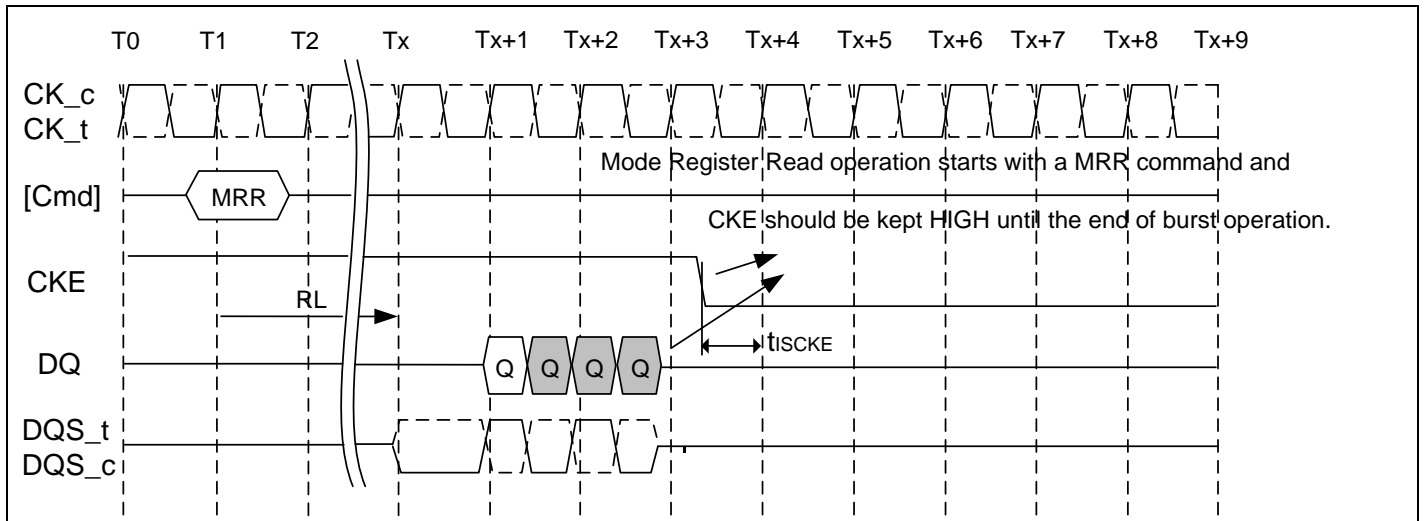 T0 T1 T2 Tx Tx+1 Tx+2 Tx+3 Tx+4 Tx+5 Tx+6 Tx+7 Tx+8 Tx+9
CK_c
CK_t
Mode Register Read operation starts with a MRR command and
[Cmd] MRR
CKE should be kept HIGH until the end of burst operation.
CKE
RL
tISCKE
DQ Q Q Q Q
DQS_t
DQS_c